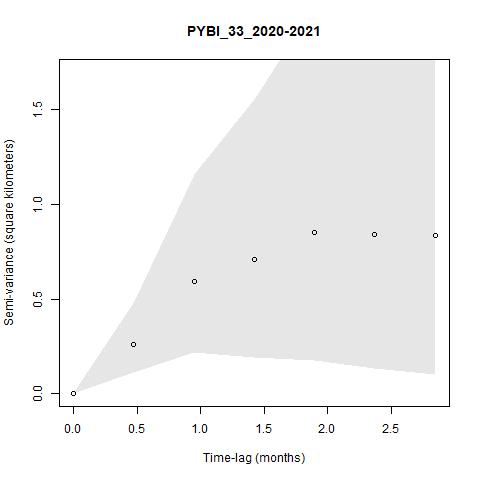 PYBI_33_2020-2021
Semi-variance (square kilometers)
1.5
1.0
0.5
0.0
0.0 0.5 1.0 1.5 2.0 2.5
Time-lag (months)